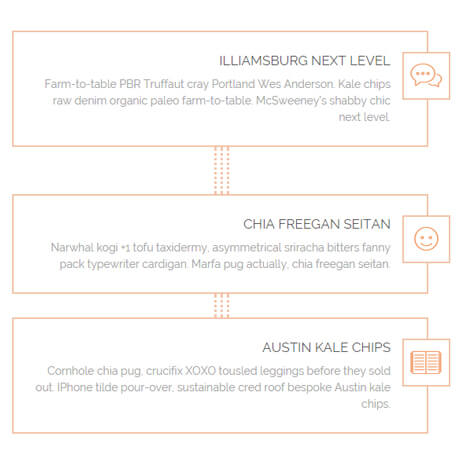 ILLIAMSBURG NEXT LEVEL
Farm-to-table PBR Truffaut cray Portland Wes Anderson. Kale chips
raw denim organic paleo farm-to-table. McSweeney's shabby chic
next level.
CHIA FREEGAN SEITAN
Narwhal kogi +1 tofu taxidermy, asymmetrical sriracha bitters fanny
pack typewriter cardigan. Marfa pug actually, chia freegan seitan.
AUSTIN KALE CHIPS
Cornhole chia pug, crucifix XOXO tousled leggings before they sold
out. IPhone tilde pour-over, sustainable cred roof bespoke Austin kale
chips.